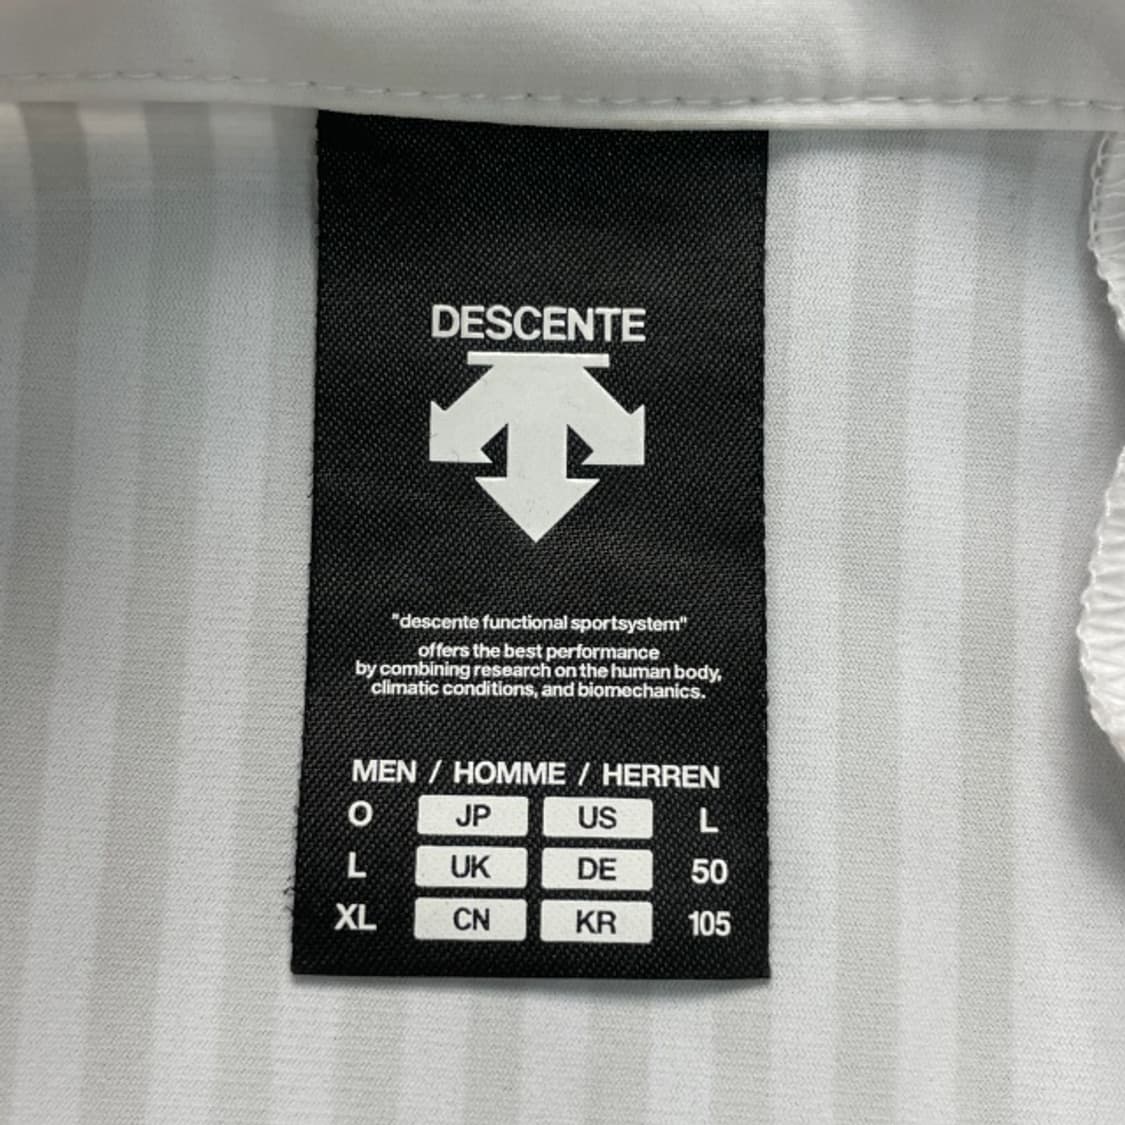 DESCENTE
"descente functional sportsystem"
offers the best performance
by combining research on the human body,
climatic conditions, and biomechanics.
MEN / HOMME / HERREN
O JP US L
L UK DE 50
XL CN KR 105